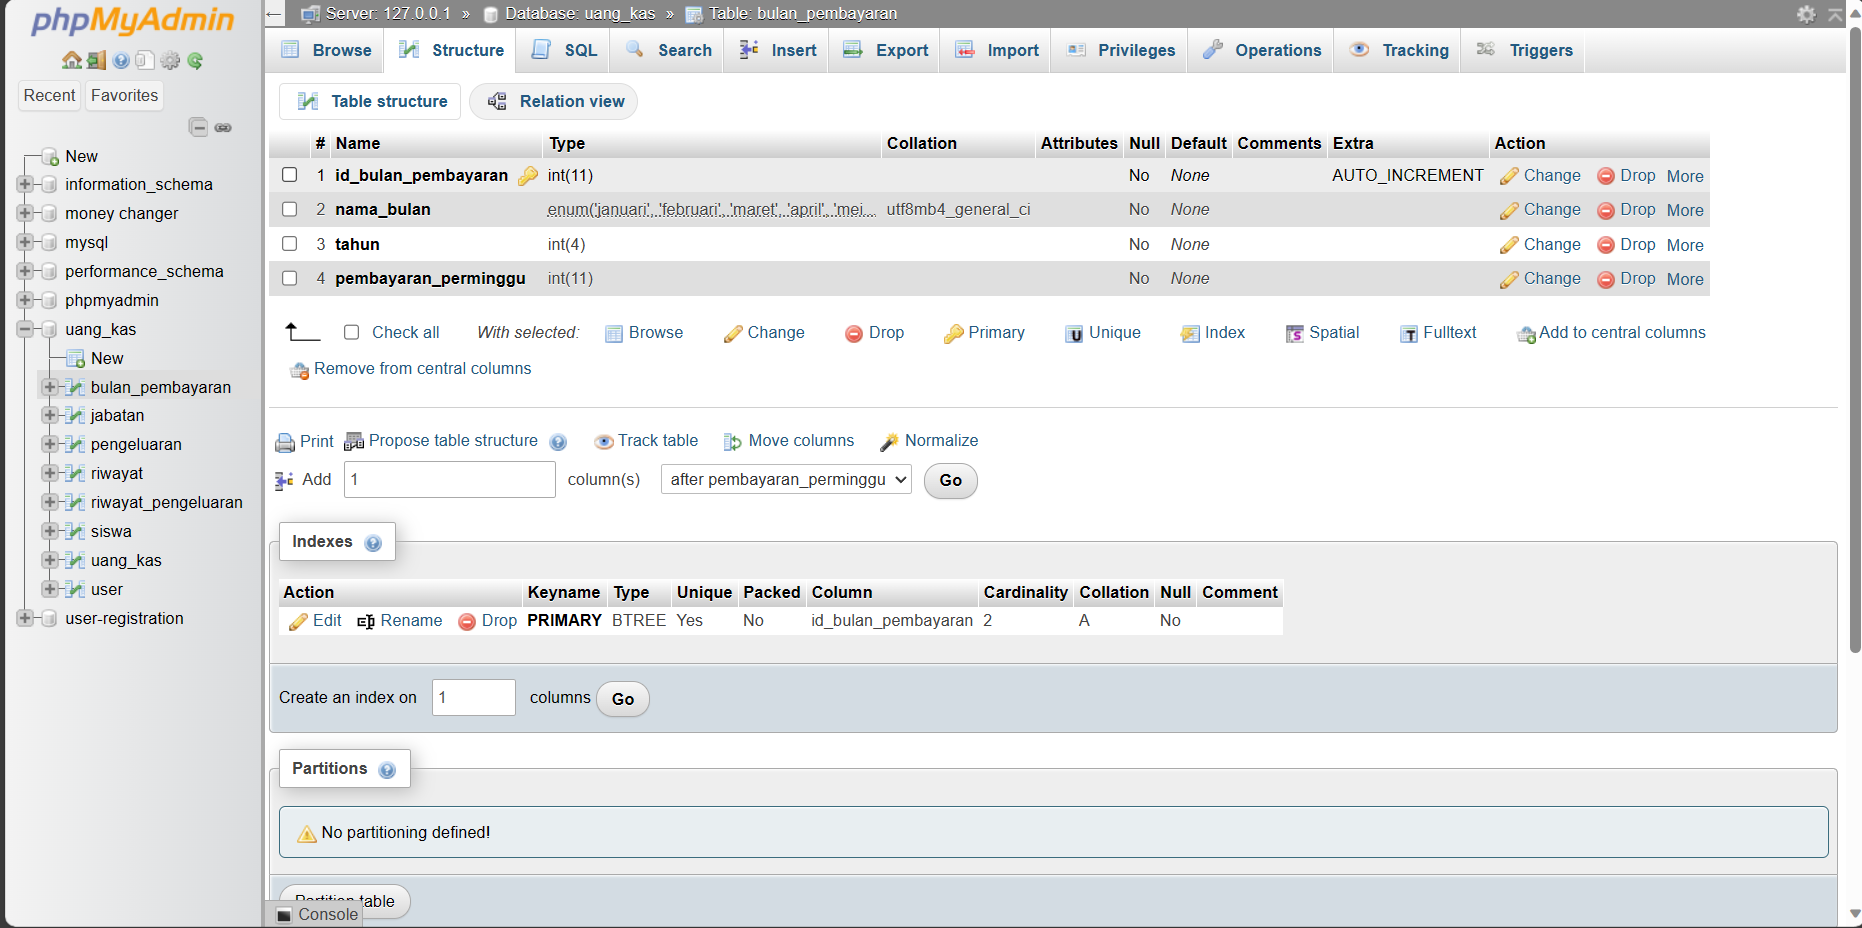 phpMyAdmin
Recent Favorites
New
information_schema
money changer
mysql
performance_schema
phpmyadmin
uang_kas
New
bulan_pembayaran
jabatan
pengeluaran
riwayat
riwayat_pengeluaran
siswa
uang_kas
user
user-registration
Server: 127.0.0.1 » Database: uang_kas » Table: bulan_pembayaran
Browse Structure SQL Search Insert Export Import Privileges Operations Tracking Triggers
Table structure Relation view
# Name Type Collation Attributes Null Default Comments Extra Action
1 id_bulan_pembayaran int(11) No None AUTO_INCREMENT Change Drop More
2 nama_bulan enum('januari', 'februari', 'maret', 'april', 'mei... utf8mb4_general_ci No None Change Drop More
3 tahun int(4) No None Change Drop More
4 pembayaran_perminggu int(11) No None Change Drop More
Check all With selected: Browse Change Drop Primary Unique Index Spatial Fulltext Add to central columns
Remove from central columns
Print Propose table structure Track table Move columns Normalize
Add 1 column(s) after pembayaran_perminggu Go
Indexes
Action Keyname Type Unique Packed Column Cardinality Collation Null Comment
Edit Rename Drop PRIMARY BTREE Yes No id_bulan_pembayaran 2 A No
Create an index on 1 columns Go
Partitions
No partitioning defined!
Partition table
Console